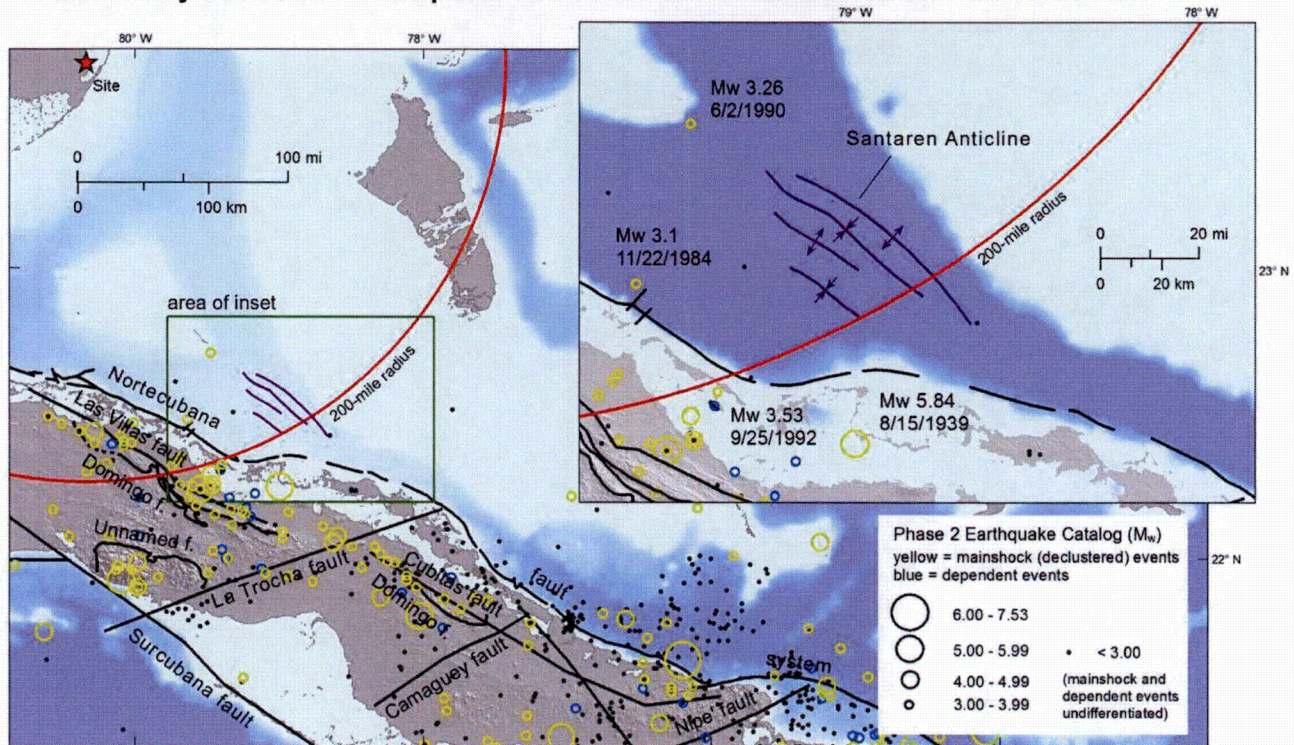 80° W
78° W
79° W
78° W
Site
0
100 mi
0
100 km
area of inset
200-mile radius
Nortecubana
Las Villas fault
Domingo f.
Unnamed f.
La Trocha fault
Surcubana fault
Cubitas fault
Domingo f.
Camaguey fault
fault
system
Nipe fault
Mw 3.26
6/2/1990
Santaren Anticline
Mw 3.1
11/22/1984
200-mile radius
0
20 mi
0
20 km
23° N
Mw 3.53
9/25/1992
Mw 5.84
8/15/1939
22° N
Phase 2 Earthquake Catalog (Mw)
yellow = mainshock (declustered) events
blue = dependent events
6.00 - 7.53
5.00 - 5.99
4.00 - 4.99
3.00 - 3.99
< 3.00
(mainshock and
dependent events
undifferentiated)